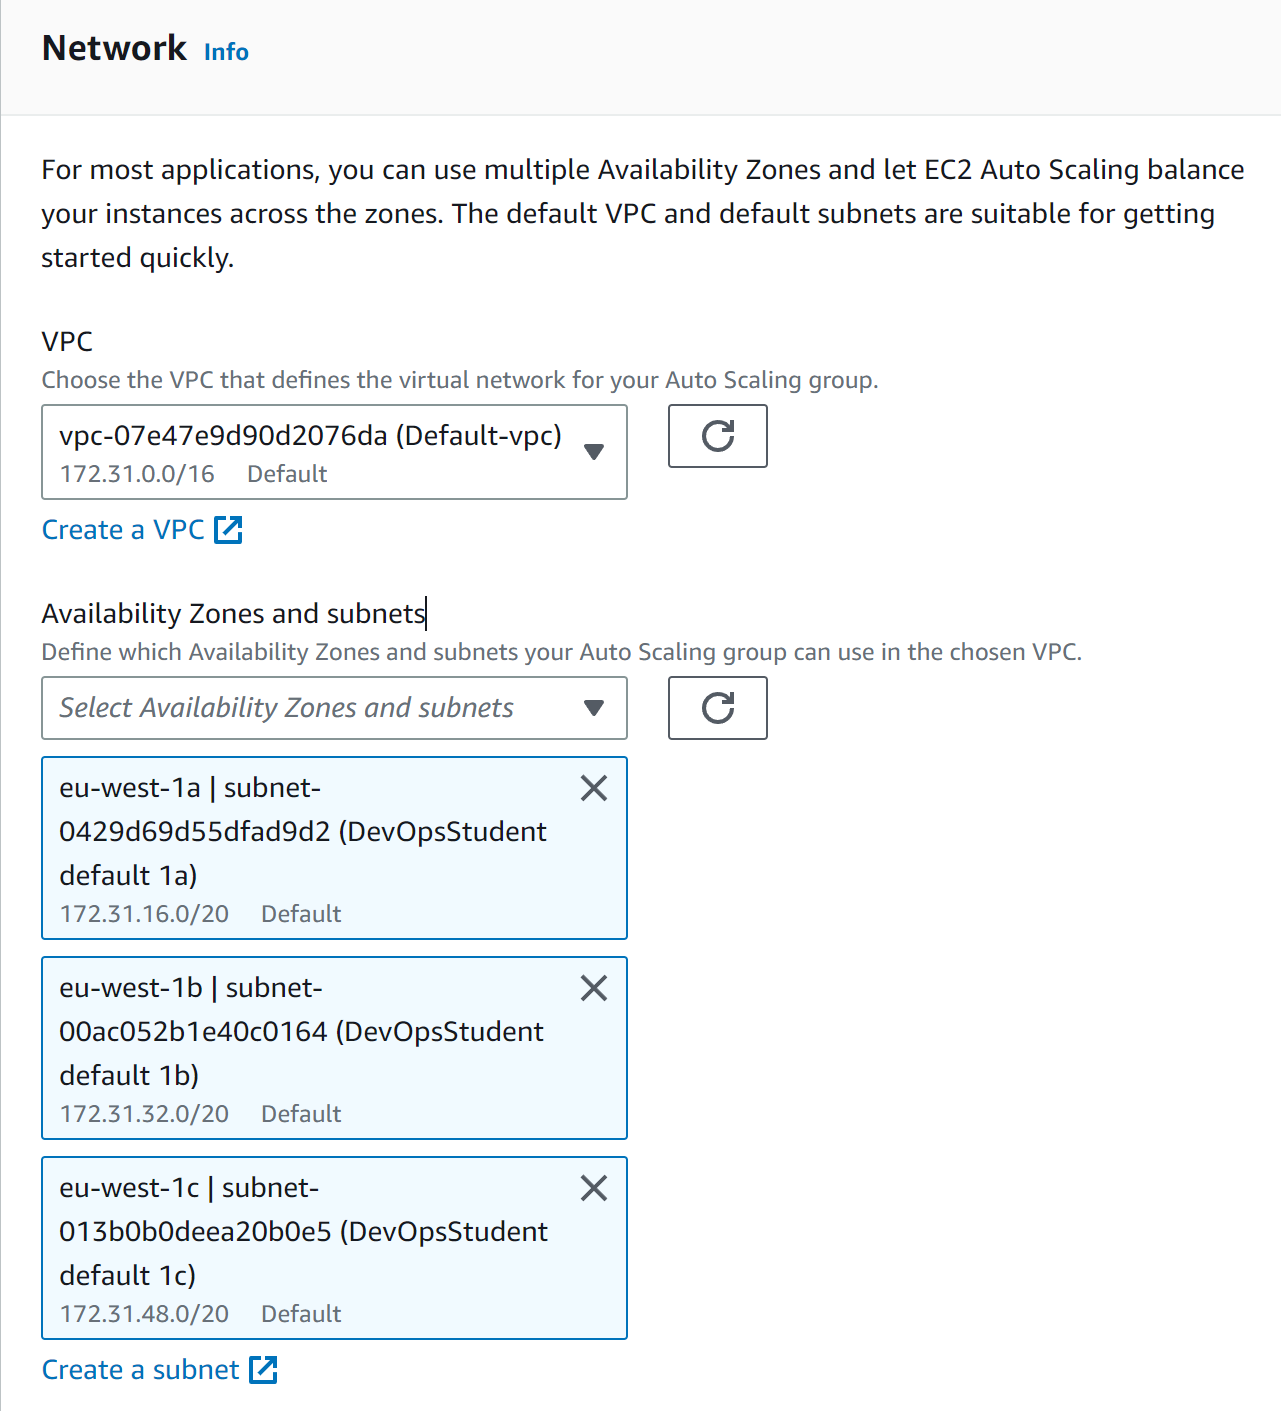 Network Info
For most applications, you can use multiple Availability Zones and let EC2 Auto Scaling balance
your instances across the zones. The default VPC and default subnets are suitable for getting
started quickly.
VPC
Choose the VPC that defines the virtual network for your Auto Scaling group.
vpc-07e47e9d90d2076da (Default-vpc)
172.31.0.0/16 Default
Create a VPC
Availability Zones and subnets
Define which Availability Zones and subnets your Auto Scaling group can use in the chosen VPC.
Select Availability Zones and subnets
eu-west-1a | subnet-
0429d69d55dfad9d2 (DevOpsStudent
default 1a)
172.31.16.0/20 Default
eu-west-1b | subnet-
00ac052b1e40c0164 (DevOpsStudent
default 1b)
172.31.32.0/20 Default
eu-west-1c | subnet-
013b0b0deea20b0e5 (DevOpsStudent
default 1c)
172.31.48.0/20 Default
Create a subnet